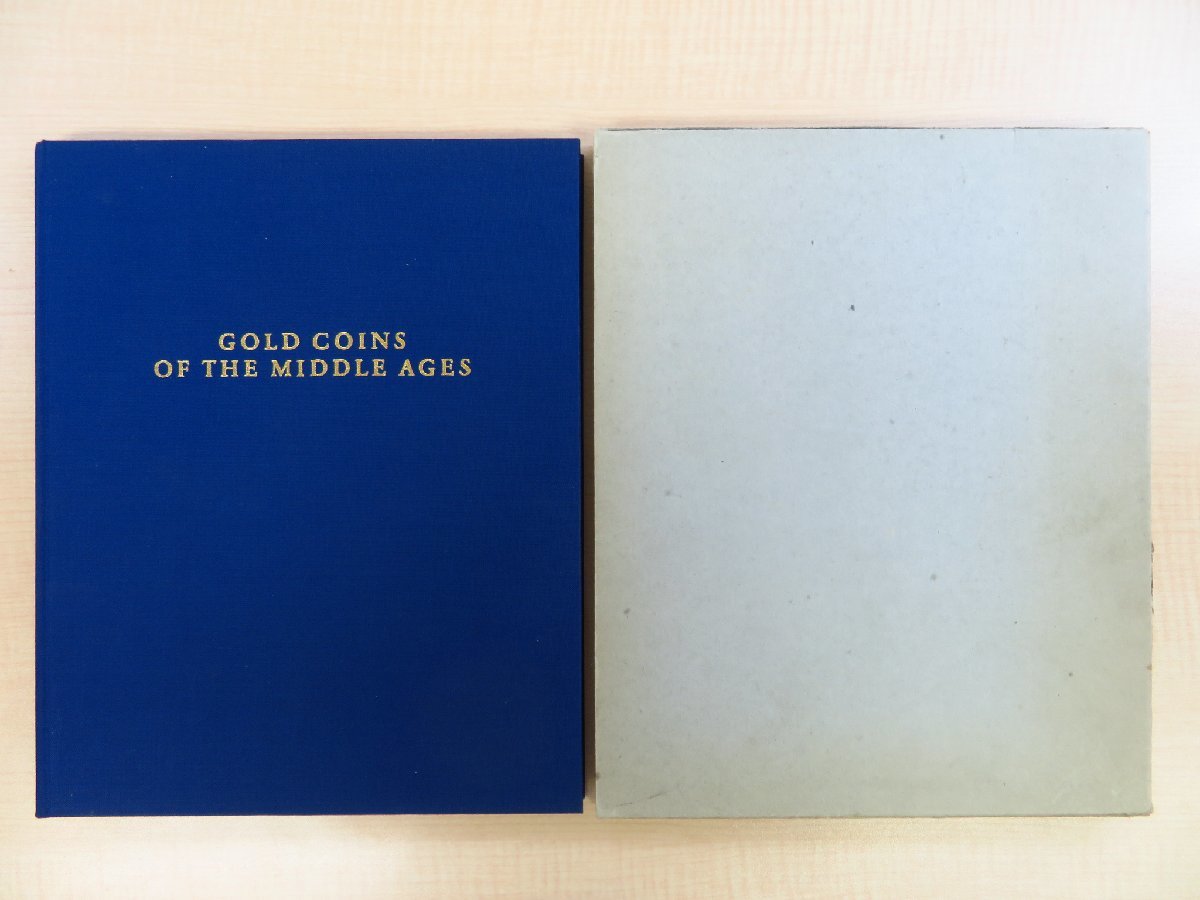 GOLD COINS
OF THE MIDDLE AGES